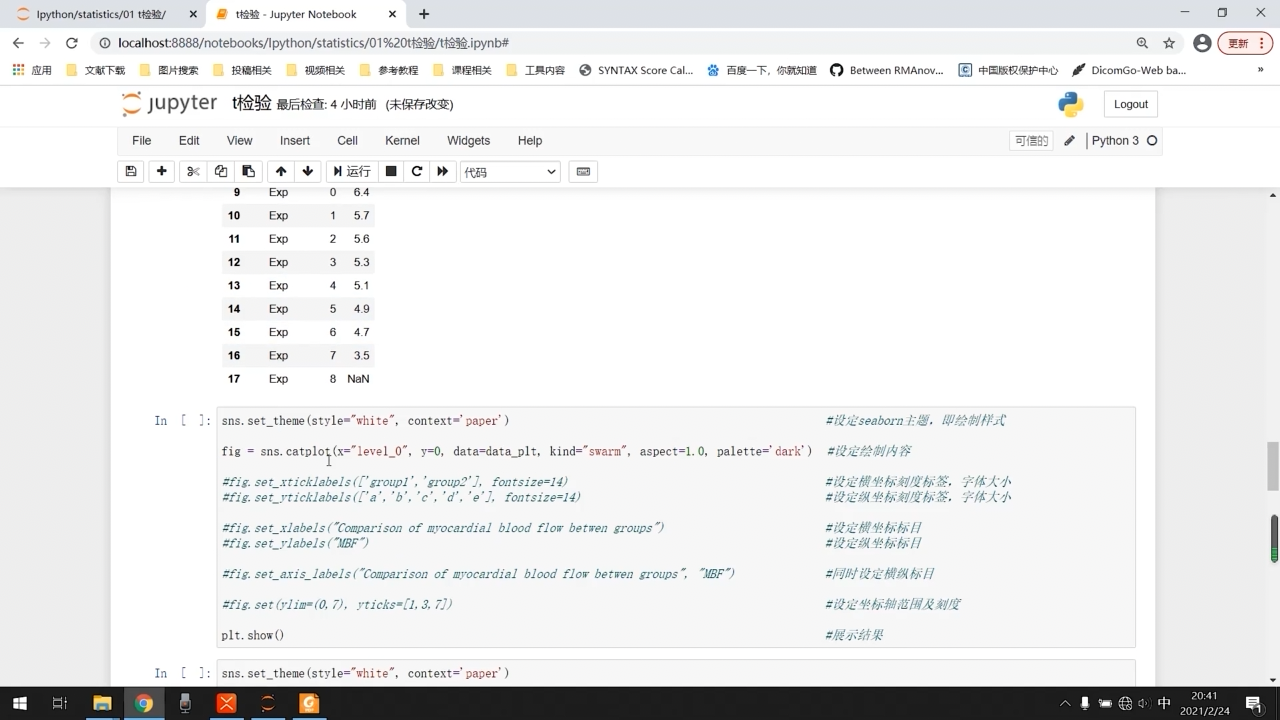 Ipython/statistics/01 t检验/
t检验 - Jupyter Notebook
localhost:8888/notebooks/Ipython/statistics/01%20t检验/t检验.ipynb#
更新
应用 文献下载 图片搜索 投稿相关 视频相关 参考教程 课程相关 工具内容 SYNTAX Score Cal... 百度一下，你就知道 Between RMAnov... 中国版权保护中心 DicomGo-Web ba... »
jupyter t检验 最后检查: 4 小时前 (未保存改变) Logout
File Edit View Insert Cell Kernel Widgets Help 可信的 Python 3
运行 代码
9 Exp 0 6.4
10 Exp 1 5.7
11 Exp 2 5.6
12 Exp 3 5.3
13 Exp 4 5.1
14 Exp 5 4.9
15 Exp 6 4.7
16 Exp 7 3.5
17 Exp 8 NaN
In [ ]: sns.set_theme(style="white", context='paper') #设定seaborn主题，即绘制样式
fig = sns.catplot(x="level_0", y=0, data=data_plt, kind="swarm", aspect=1.0, palette='dark') #设定绘制内容
#fig.set_xticklabels(['group1','group2'], fontsize=14) #设定横坐标刻度标签，字体大小
#fig.set_yticklabels(['a','b','c','d','e'], fontsize=14) #设定纵坐标刻度标签，字体大小
#fig.set_xlabels("Comparison of myocardial blood flow betwen groups") #设定横坐标标目
#fig.set_ylabels("MBF") #设定纵坐标标目
#fig.set_axis_labels("Comparison of myocardial blood flow betwen groups", "MBF") #同时设定横纵标目
#fig.set(ylim=(0,7), yticks=[1,3,7]) #设定坐标轴范围及刻度
plt.show() #展示结果
In [ ]: sns.set_theme(style="white", context='paper')
中
20:41
2021/2/24